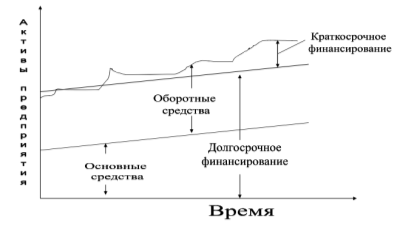 Активы предприятия
Краткосрочное
финансирование
Оборотные
средства
Долгосрочное
финансирование
Основные
средства
Время